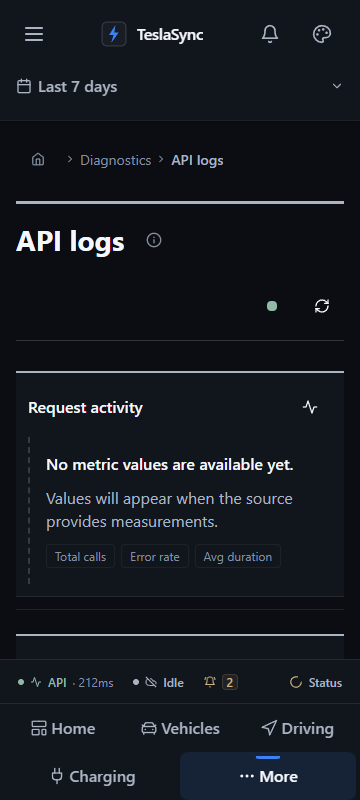 TeslaSync
Last 7 days
Diagnostics API logs
API logs
Request activity
No metric values are available yet.
Values will appear when the source
provides measurements.
Total calls Error rate Avg duration
API · 212ms Idle 2 Status
Home Vehicles Driving
Charging More